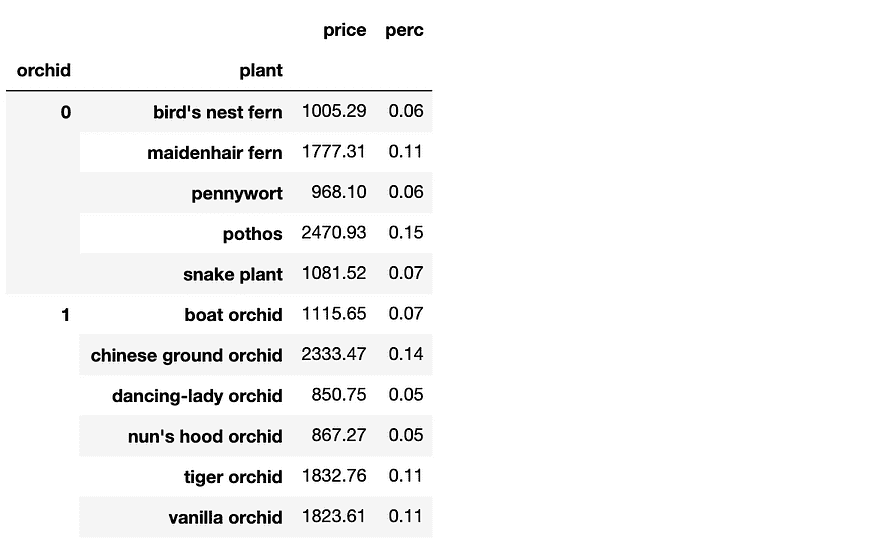 price perc
orchid plant
0 bird's nest fern 1005.29 0.06
maidenhair fern 1777.31 0.11
pennywort 968.10 0.06
pothos 2470.93 0.15
snake plant 1081.52 0.07
1 boat orchid 1115.65 0.07
chinese ground orchid 2333.47 0.14
dancing-lady orchid 850.75 0.05
nun's hood orchid 867.27 0.05
tiger orchid 1832.76 0.11
vanilla orchid 1823.61 0.11